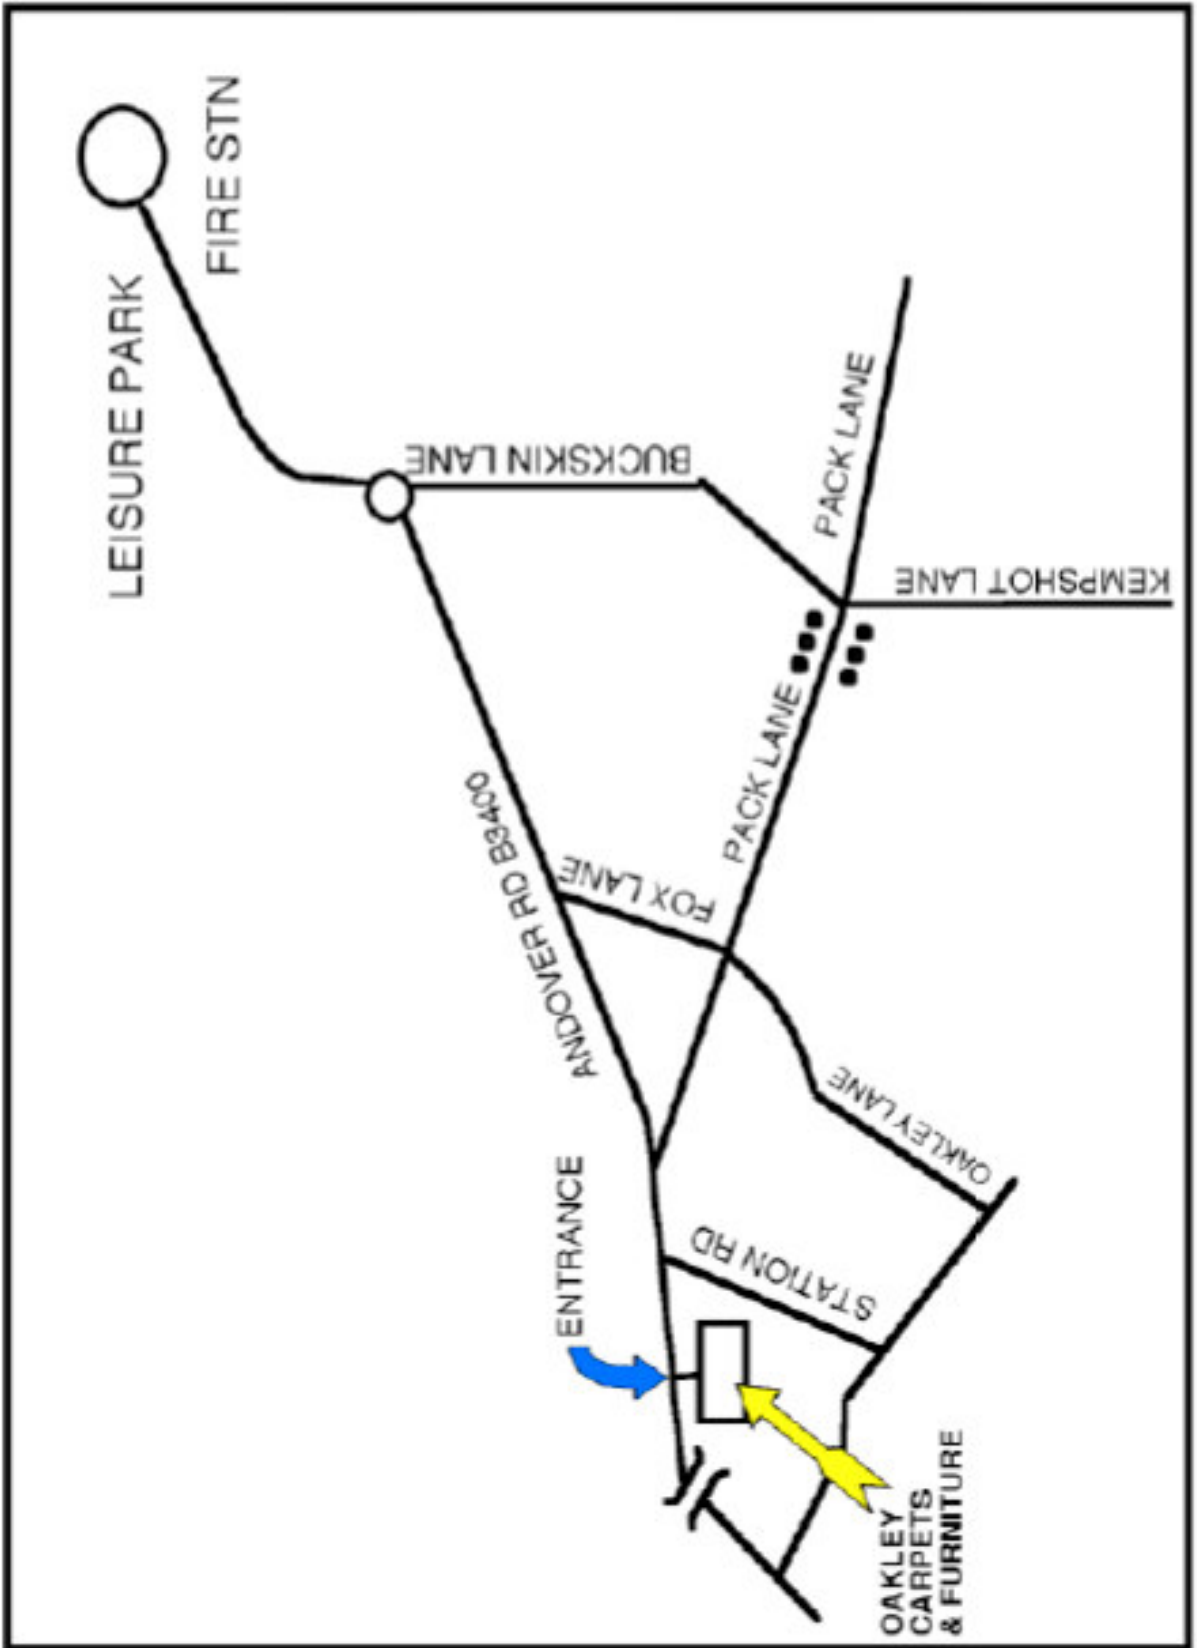 LEISURE PARK
FIRE STN
BUCKSKIN LANE
PACK LANE
KEMPSHOT LANE
ANDOVER RD B3400
PACK LANE
FOX LANE
OAKLEY LANE
ENTRANCE
STATION RD
OAKLEY
CARPETS
& FURNITURE